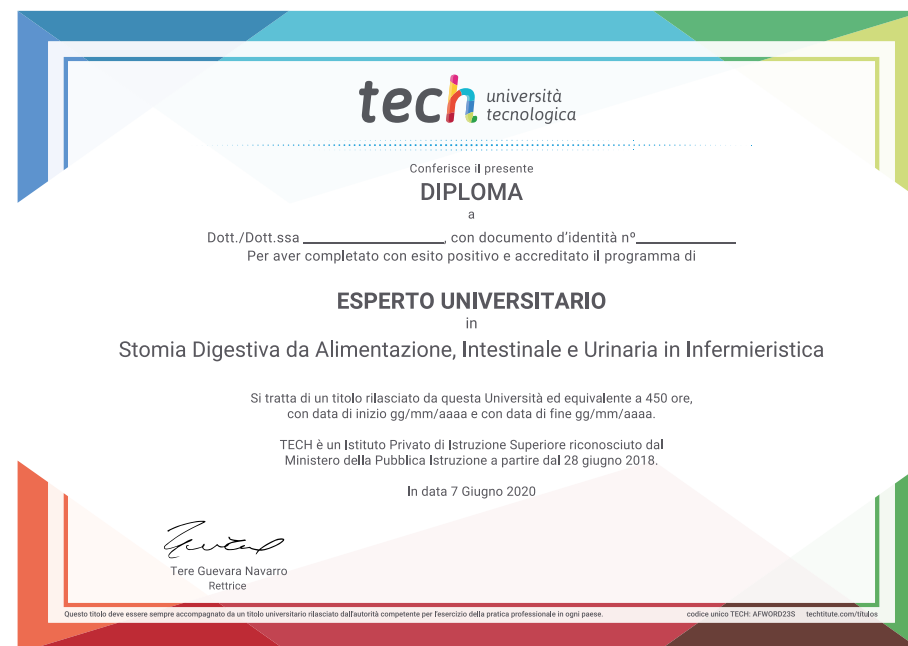 tech università
tecnologica
Conferisce il presente
DIPLOMA
a
Dott./Dott.ssa ____________________, con documento d'identità nº______________
Per aver completato con esito positivo e accreditato il programma di
ESPERTO UNIVERSITARIO
in
Stomia Digestiva da Alimentazione, Intestinale e Urinaria in Infermieristica
Si tratta di un titolo rilasciato da questa Università ed equivalente a 450 ore,
con data di inizio gg/mm/aaaa e con data di fine gg/mm/aaaa.
TECH è un Istituto Privato di Istruzione Superiore riconosciuto dal
Ministero della Pubblica Istruzione a partire dal 28 giugno 2018.
In data 7 Giugno 2020
Tere Guevara Navarro
Rettrice
Questo titolo deve essere sempre accompagnato da un titolo universitario rilasciato dall'autorità competente per l'esercizio della pratica professionale in ogni paese. codice unico TECH: AFWORD23S techtitute.com/titulos